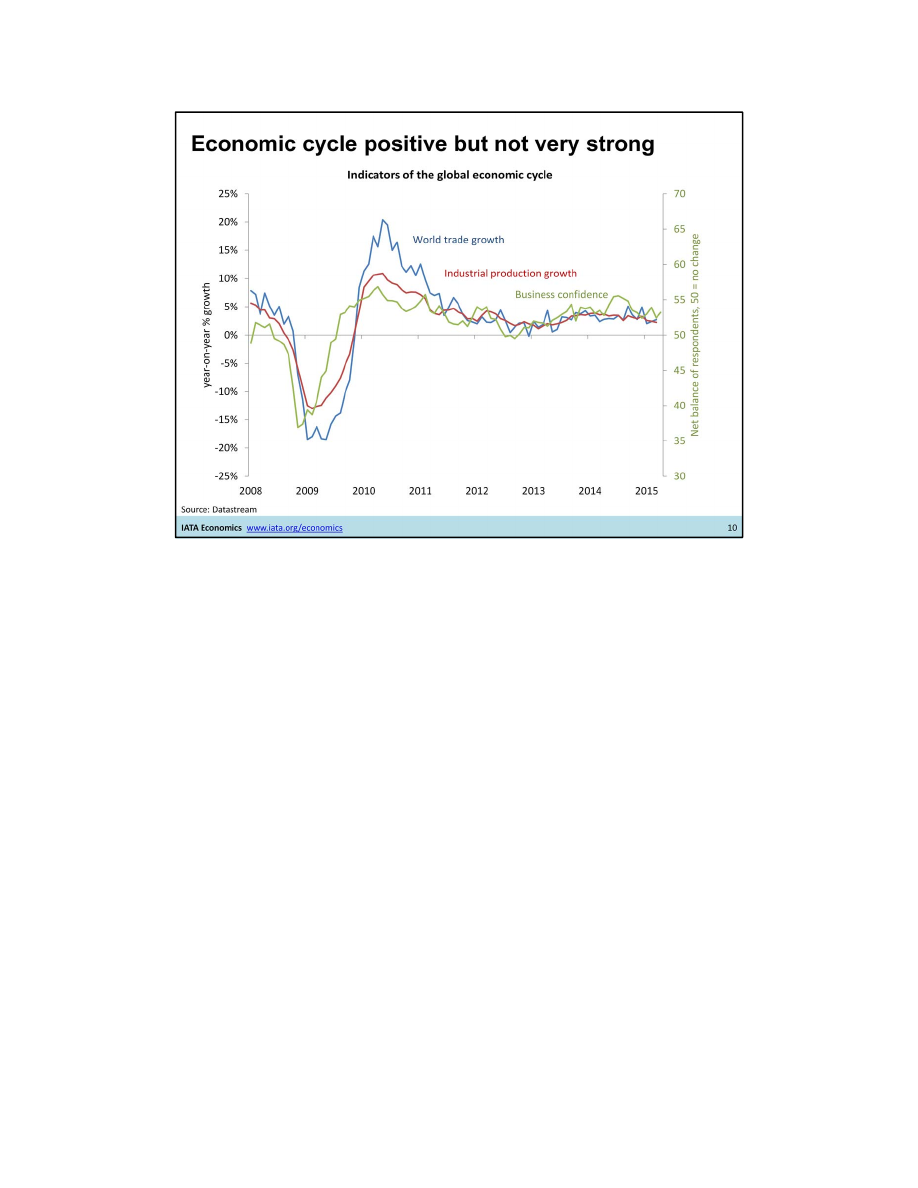 Economic cycle positive but not very strong
Indicators of the global economic cycle
25%
20%
15%
10%
5%
0%
-5%
-10%
-15%
-20%
-25%
year-on-year % growth
World trade growth
Industrial production growth
Business confidence
70
65
60
55
50
45
40
35
30
Net balance of respondents, 50 = no change
2008 2009 2010 2011 2012 2013 2014 2015
Source: Datastream
IATA Economics www.iata.org/economics 10